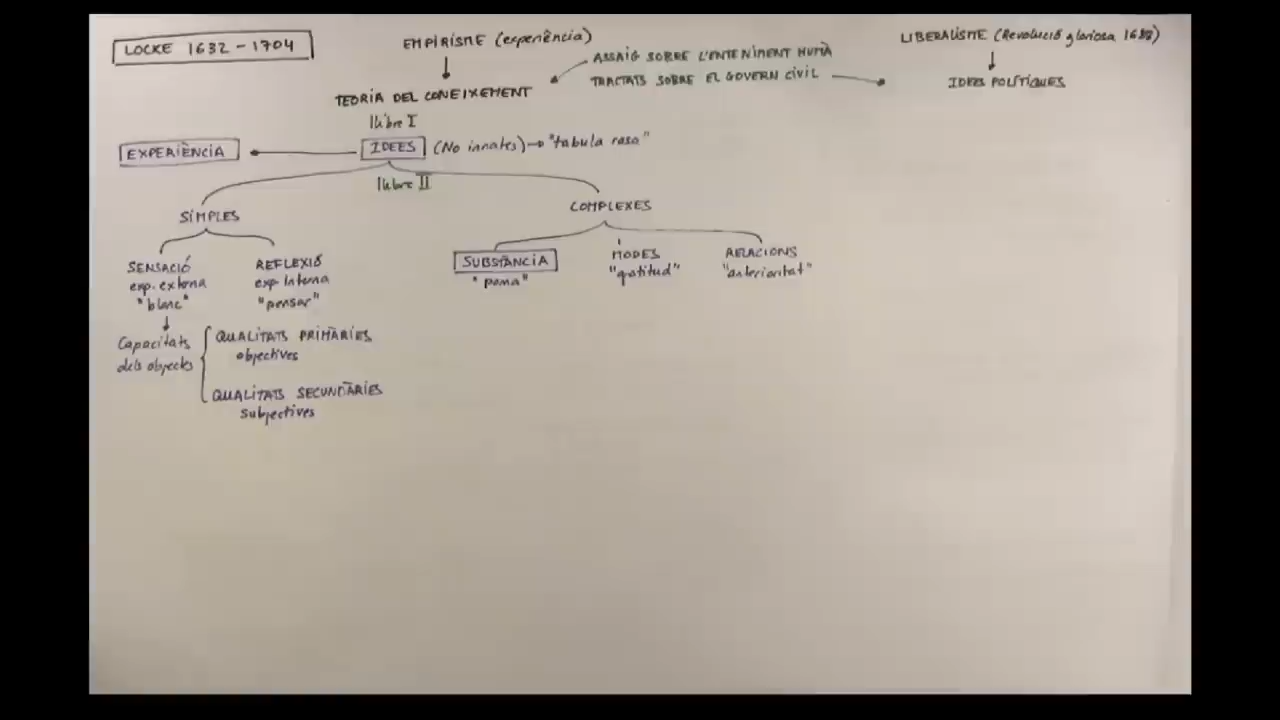 LOCKE 1632 - 1704
EMPIRISME (experiència)
LIBERALISME (Revolució gloriosa 1688)
ASSAIG SOBRE L'ENTENIMENT HUMÀ
TRACTATS SOBRE EL GOVERN CIVIL
IDEES POLÍTIQUES
TEORIA DEL CONEIXEMENT
llibre I
EXPERIÈNCIA
IDEES (No innates) → "tabula rasa"
llibre II
SIMPLES
COMPLEXES
SENSACIÓ
exp. externa
"blanc"
REFLEXIÓ
exp interna
"pensar"
SUBSTÀNCIA
"poma"
MODES
"gratitud"
RELACIONS
"anterioritat"
Capacitats
dels objectes
QUALITATS PRIMÀRIES
objectives
QUALITATS SECUNDÀRIES
subjectives